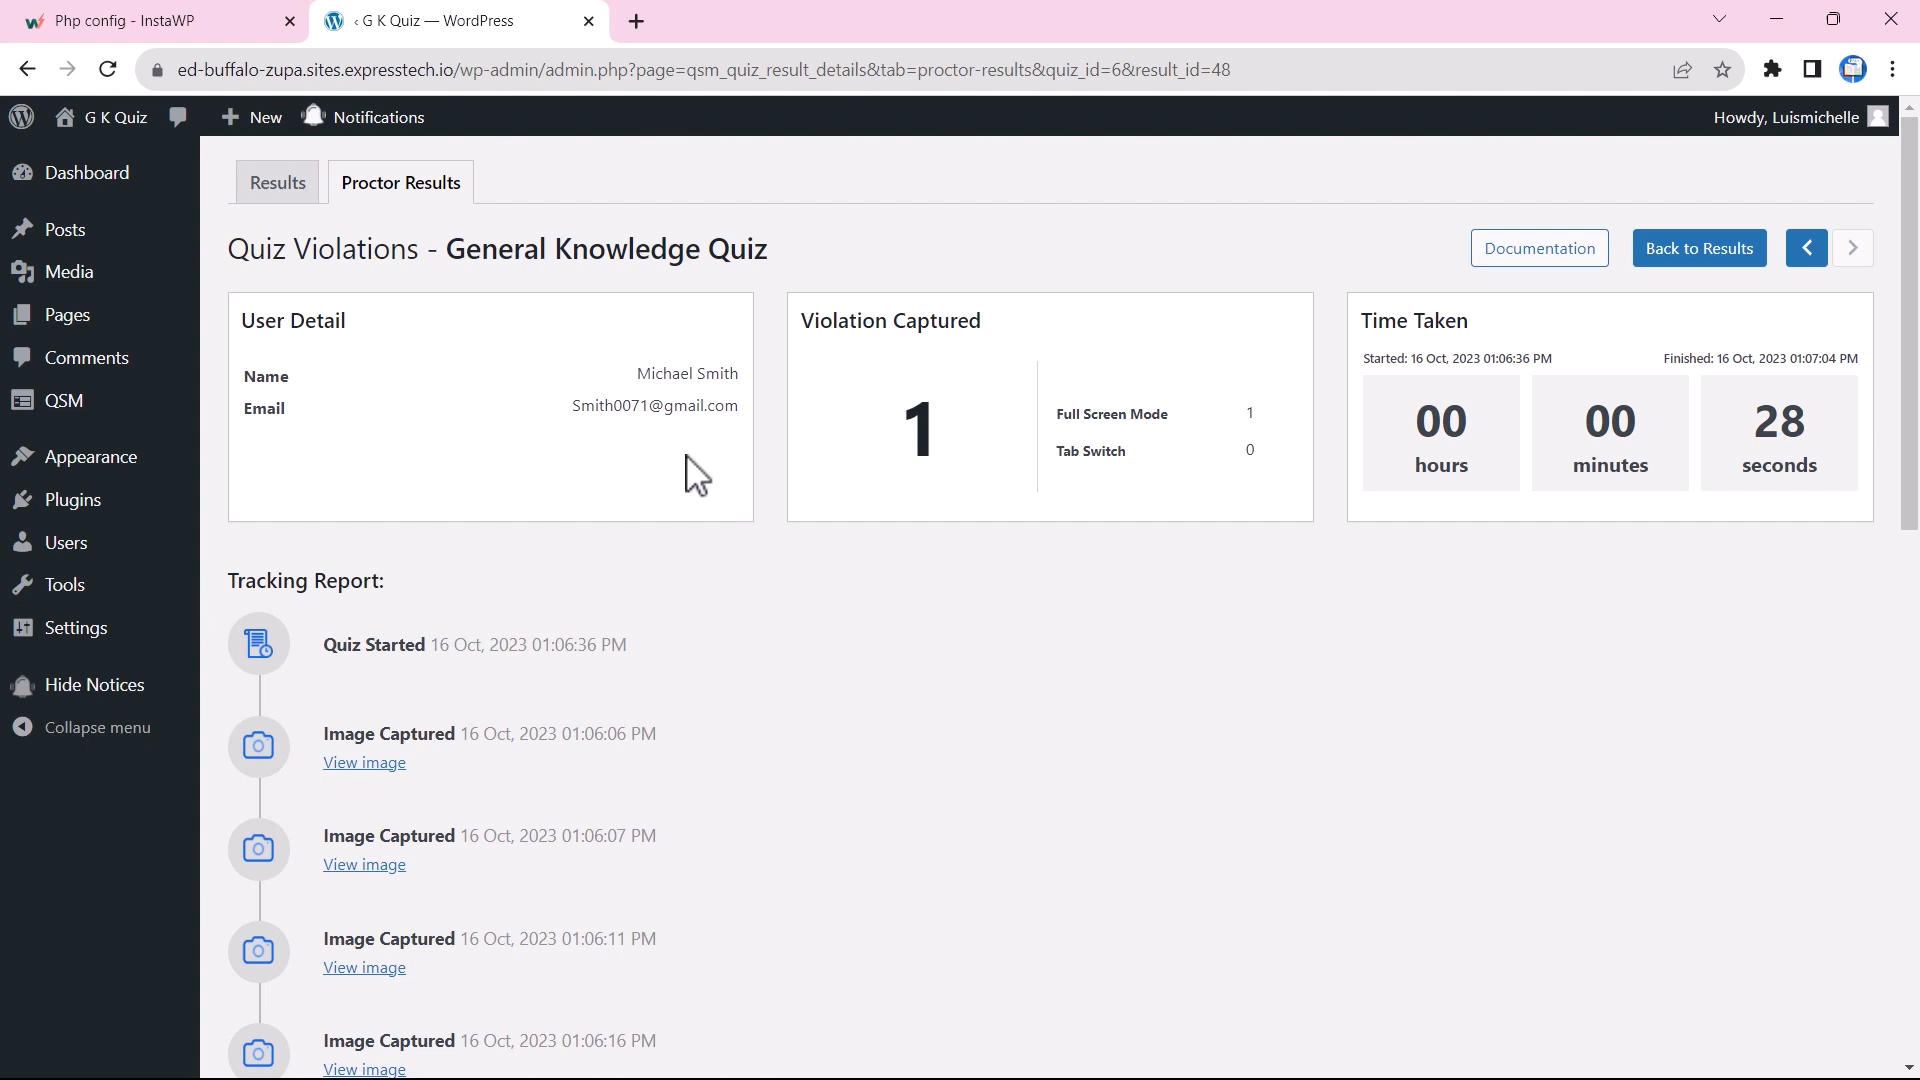 Php config - InstaWP
‹ G K Quiz — WordPress
ed-buffalo-zupa.sites.expresstech.io/wp-admin/admin.php?page=qsm_quiz_result_details&tab=proctor-results&quiz_id=6&result_id=48
G K Quiz
New
Notifications
Howdy, Luismichelle
Dashboard
Posts
Media
Pages
Comments
QSM
Appearance
Plugins
Users
Tools
Settings
Hide Notices
Collapse menu
Results
Proctor Results
Quiz Violations - General Knowledge Quiz
Documentation
Back to Results
User Detail
Name Michael Smith
Email Smith0071@gmail.com
Violation Captured
1
Full Screen Mode 1
Tab Switch 0
Time Taken
Started: 16 Oct, 2023 01:06:36 PM Finished: 16 Oct, 2023 01:07:04 PM
00 00 28
hours minutes seconds
Tracking Report:
Quiz Started 16 Oct, 2023 01:06:36 PM
Image Captured 16 Oct, 2023 01:06:06 PM
View image
Image Captured 16 Oct, 2023 01:06:07 PM
View image
Image Captured 16 Oct, 2023 01:06:11 PM
View image
Image Captured 16 Oct, 2023 01:06:16 PM
View image